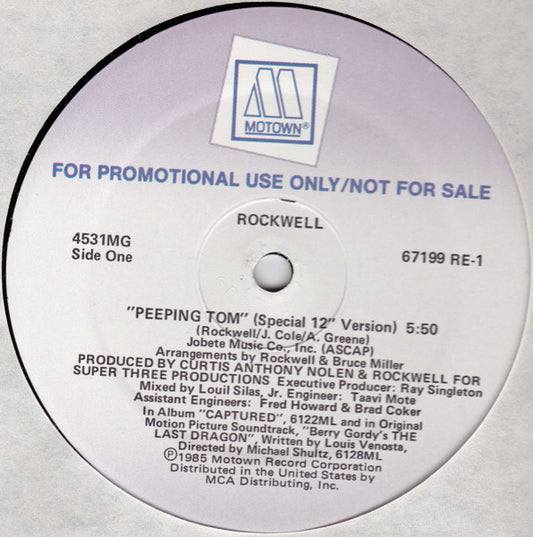 MOTOWN®
FOR PROMOTIONAL USE ONLY/NOT FOR SALE
ROCKWELL
4531MG
Side One
67199 RE-1
"PEEPING TOM" (Special 12" Version) 5:50
(Rockwell/J. Cole/A. Greene)
Jobete Music Co., Inc. (ASCAP)
Arrangements by Rockwell & Bruce Miller
PRODUCED BY CURTIS ANTHONY NOLEN & ROCKWELL FOR
SUPER THREE PRODUCTIONS Executive Producer: Ray Singleton
Mixed by Louil Silas, Jr. Engineer: Taavi Mote
Assistant Engineers: Fred Howard & Brad Coker
In Album "CAPTURED", 6122ML and in Original
Motion Picture Soundtrack, "Berry Gordy's THE
LAST DRAGON", Written by Louis Venosta,
Directed by Michael Shultz, 6128ML
Ⓟ1985 Motown Record Corporation
Distributed in the United States by
MCA Distributing, Inc.